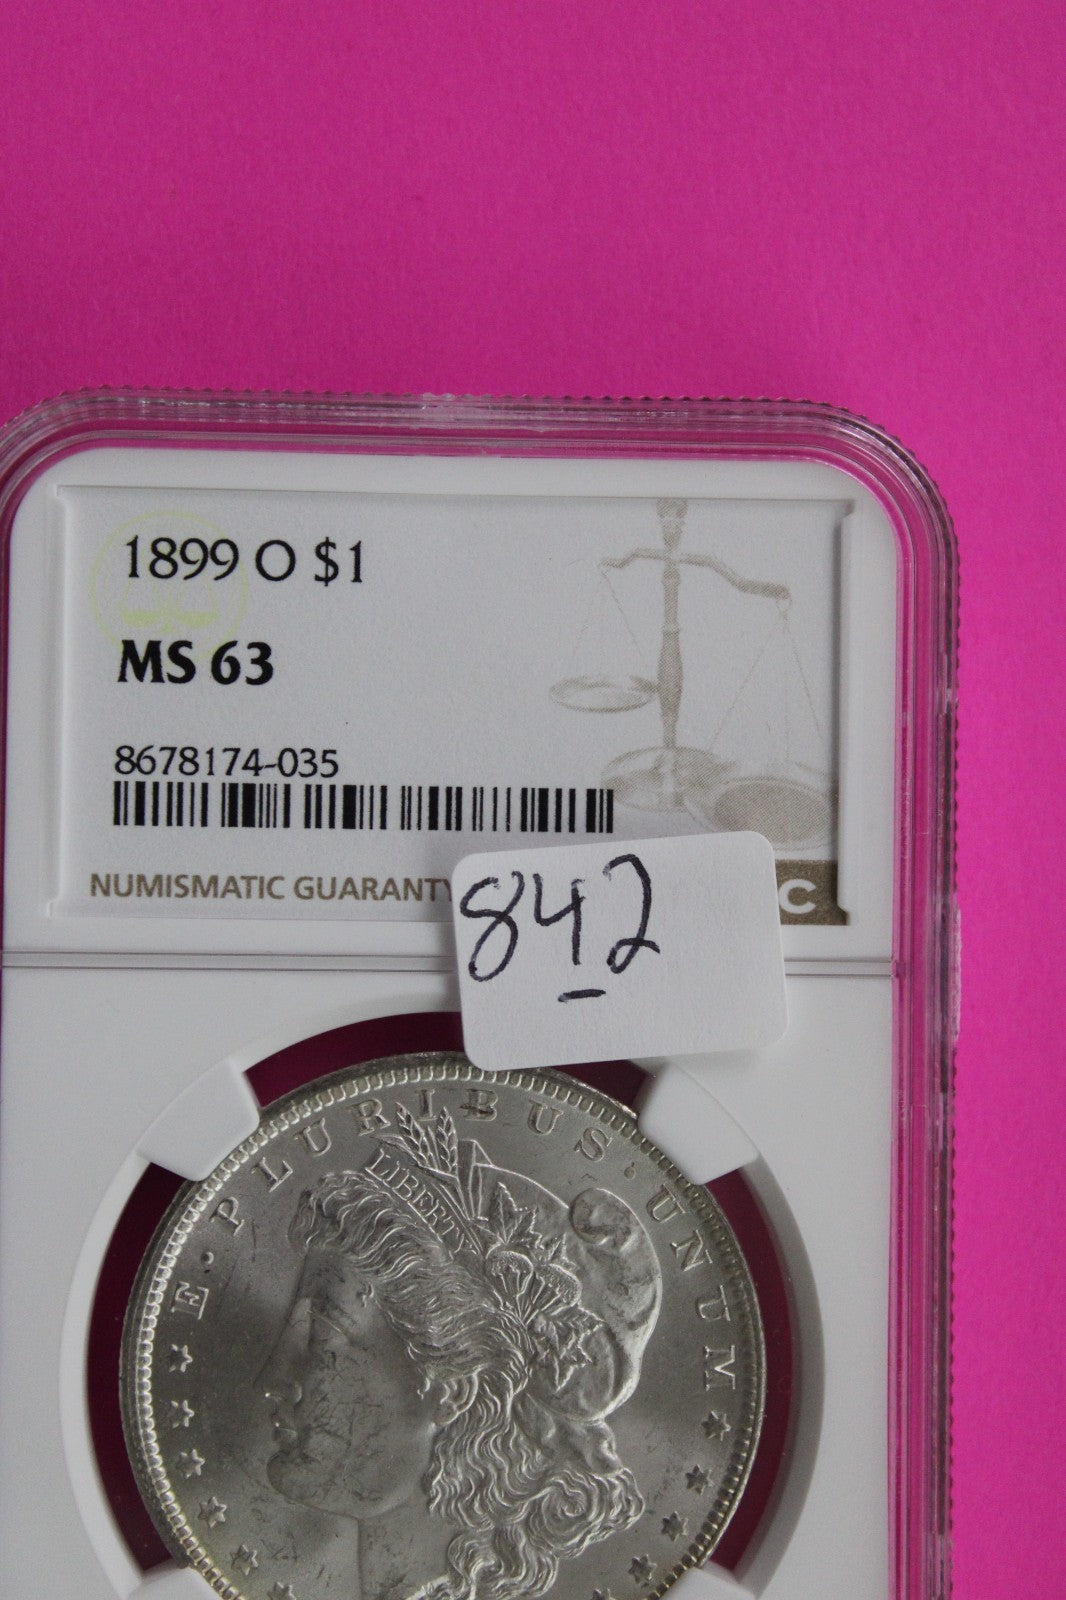 1899 O $1
MS 63
8678174-035
NUMISMATIC GUARANTY
C
842
E · PLURIBUS · UNUM
LIBERTY